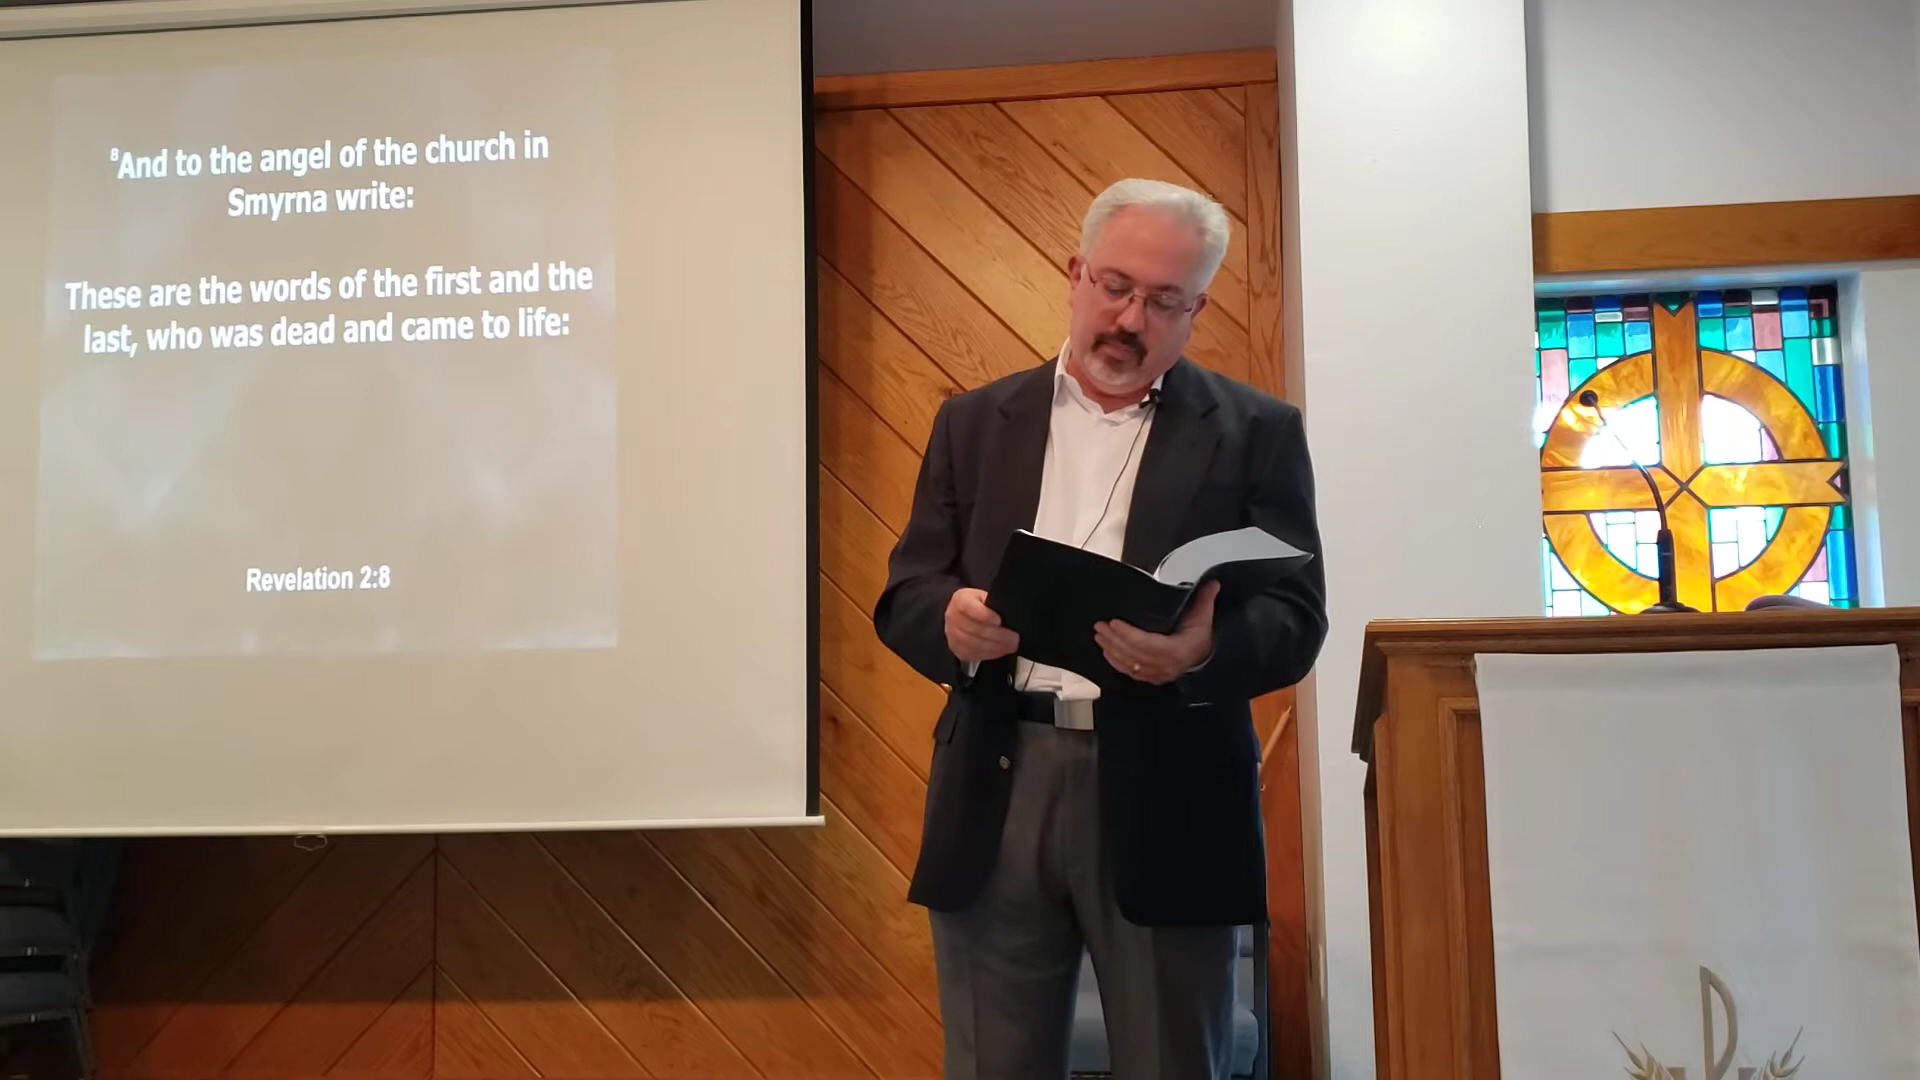 ⁸And to the angel of the church in
Smyrna write:
These are the words of the first and the
last, who was dead and came to life:
Revelation 2:8